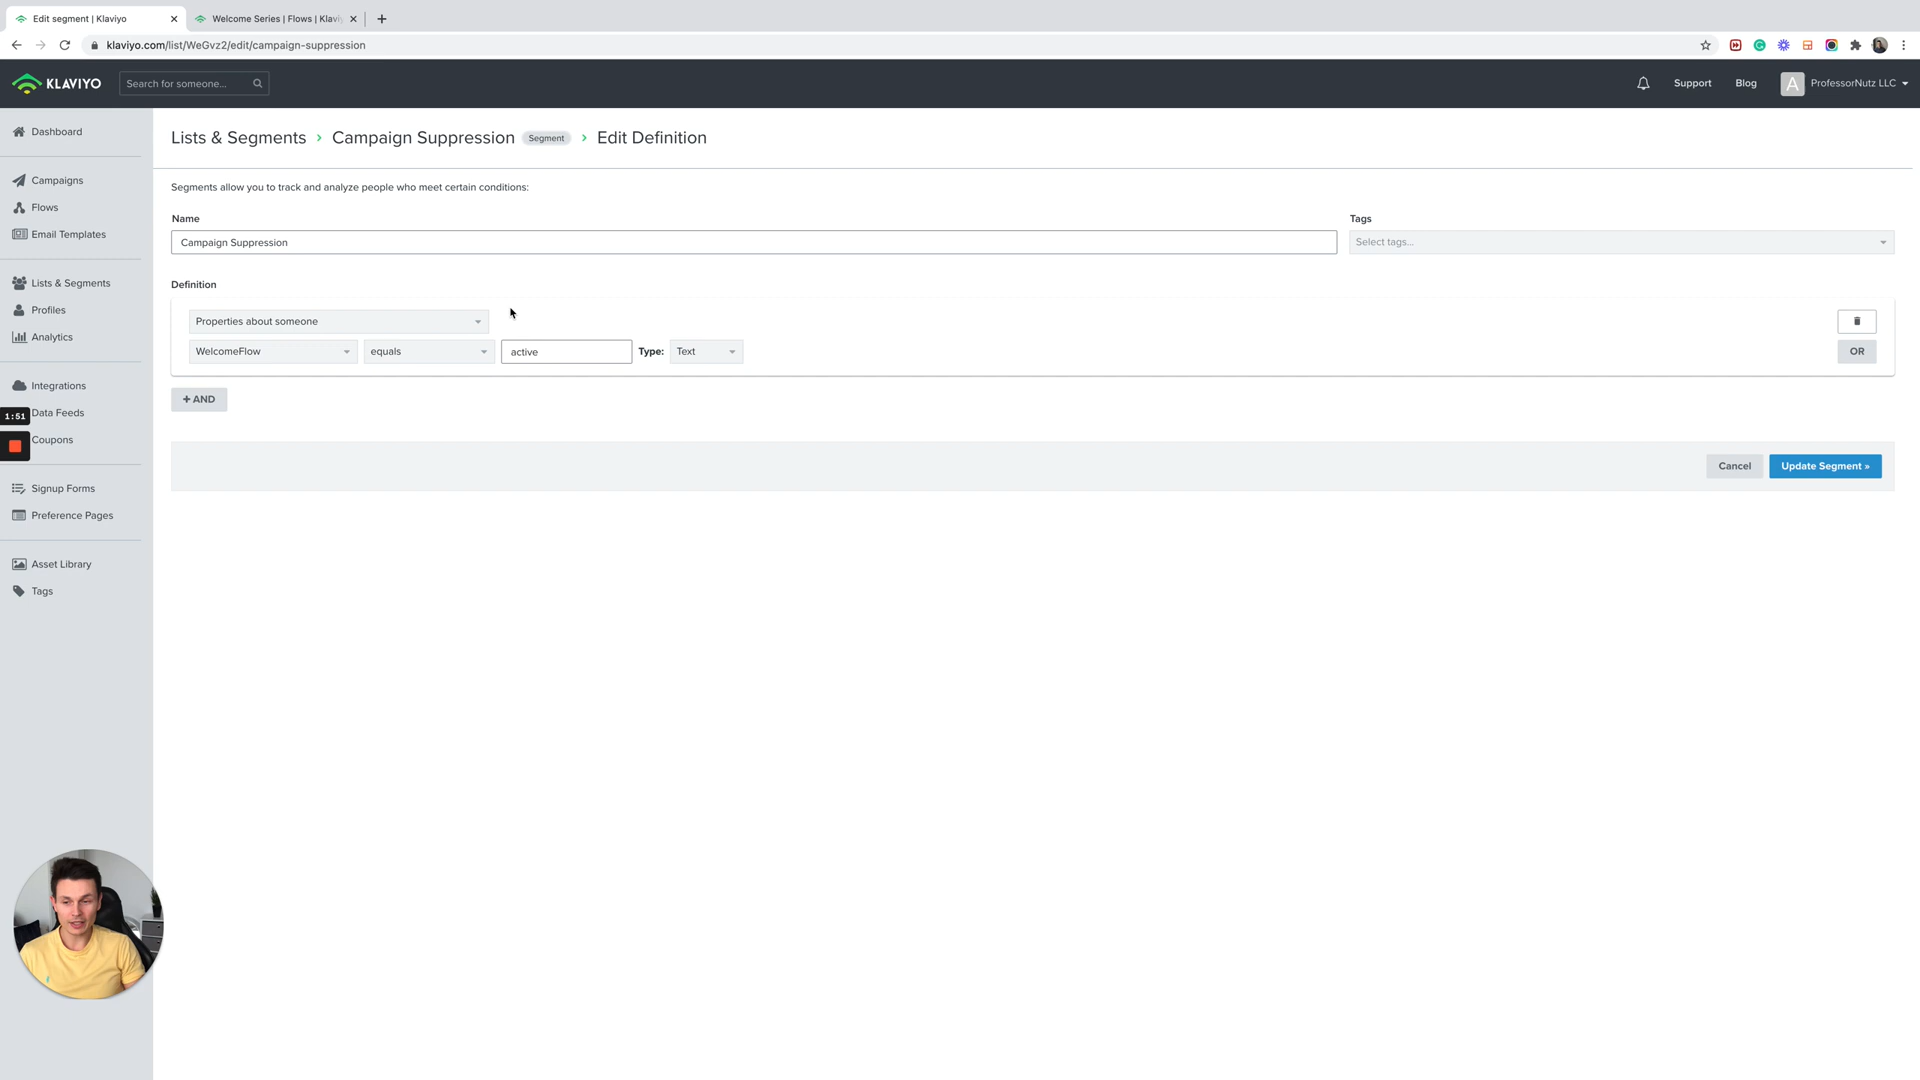 Edit segment | Klaviyo
Welcome Series | Flows | Klavi
klaviyo.com/list/WeGvz2/edit/campaign-suppression
KLAVIYO
Search for someone...
Support
Blog
A
ProfessorNutz LLC
Dashboard
Campaigns
Flows
Email Templates
Lists & Segments
Profiles
Analytics
Integrations
1:51
Data Feeds
Coupons
Signup Forms
Preference Pages
Asset Library
Tags
Lists & Segments > Campaign Suppression Segment > Edit Definition
Segments allow you to track and analyze people who meet certain conditions:
Name
Tags
Campaign Suppression
Select tags...
Definition
Properties about someone
WelcomeFlow
equals
active
Type:
Text
OR
+ AND
Cancel
Update Segment »